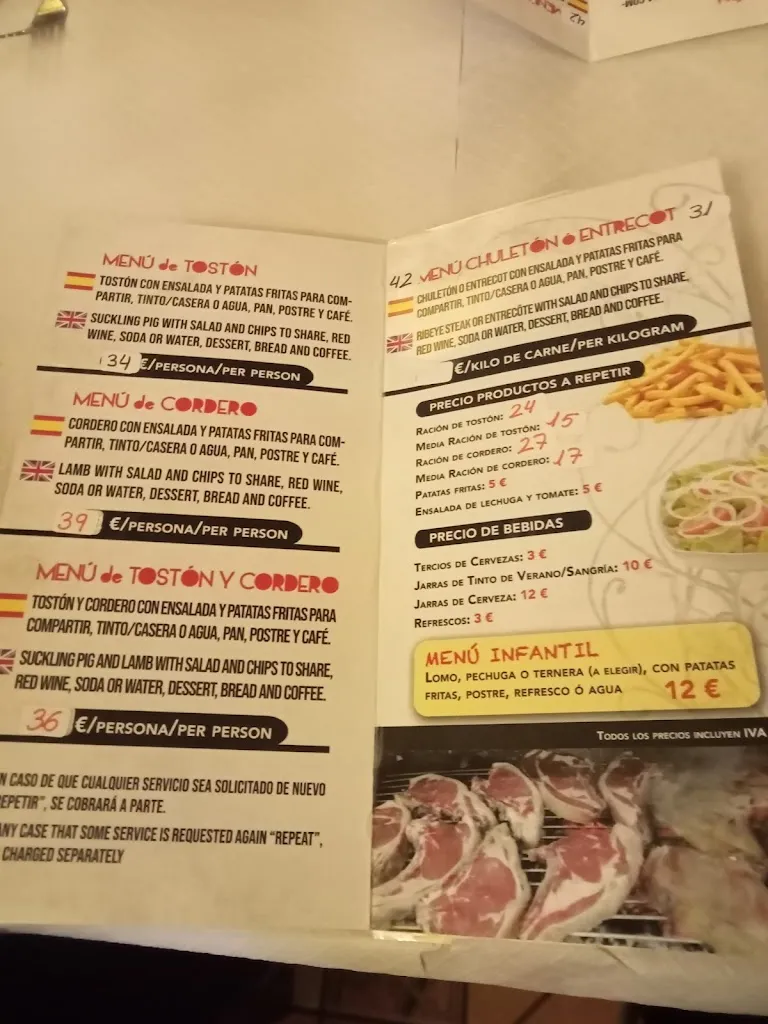 MENÚ de TOSTÓN
TOSTÓN CON ENSALADA Y PATATAS FRITAS PARA COM-
PARTIR, TINTO/CASERA O AGUA, PAN, POSTRE Y CAFÉ.
SUCKLING PIG WITH SALAD AND CHIPS TO SHARE, RED
WINE, SODA OR WATER, DESSERT, BREAD AND COFFEE.
34 €/PERSONA/PER PERSON
MENÚ de CORDERO
CORDERO CON ENSALADA Y PATATAS FRITAS PARA COM-
PARTIR, TINTO/CASERA O AGUA, PAN, POSTRE Y CAFÉ.
LAMB WITH SALAD AND CHIPS TO SHARE, RED WINE,
SODA OR WATER, DESSERT, BREAD AND COFFEE.
39 €/PERSONA/PER PERSON
MENÚ de TOSTÓN Y CORDERO
TOSTÓN Y CORDERO CON ENSALADA Y PATATAS FRITAS PARA
COMPARTIR, TINTO/CASERA O AGUA, PAN, POSTRE Y CAFÉ.
SUCKLING PIG AND LAMB WITH SALAD AND CHIPS TO SHARE,
RED WINE, SODA OR WATER, DESSERT, BREAD AND COFFEE.
36 €/PERSONA/PER PERSON
N CASO DE QUE CUALQUIER SERVICIO SEA SOLICITADO DE NUEVO
EPETIR", SE COBRARÁ A PARTE.
ANY CASE THAT SOME SERVICE IS REQUESTED AGAIN "REPEAT",
CHARGED SEPARATELY
42 MENÚ CHULETÓN ó ENTRECOT 31
CHULETÓN O ENTRECOT CON ENSALADA Y PATATAS FRITAS PARA
COMPARTIR, TINTO/CASERA O AGUA, PAN, POSTRE Y CAFÉ.
RIBEYE STEAK OR ENTRECÔTE WITH SALAD AND CHIPS TO SHARE,
RED WINE, SODA OR WATER, DESSERT, BREAD AND COFFEE.
€/KILO DE CARNE/PER KILOGRAM
PRECIO PRODUCTOS A REPETIR
RACIÓN DE TOSTÓN: 24
MEDIA RACIÓN DE TOSTÓN: 15
RACIÓN DE CORDERO: 27
MEDIA RACIÓN DE CORDERO: 17
PATATAS FRITAS: 5 €
ENSALADA DE LECHUGA Y TOMATE: 5 €
PRECIO DE BEBIDAS
TERCIOS DE CERVEZAS: 3 €
JARRAS DE TINTO DE VERANO/SANGRÍA: 10 €
JARRAS DE CERVEZA: 12 €
REFRESCOS: 3 €
MENÚ INFANTIL
LOMO, PECHUGA O TERNERA (A ELEGIR), CON PATATAS
FRITAS, POSTRE, REFRESCO Ó AGUA 12 €
TODOS LOS PRECIOS INCLUYEN IVA